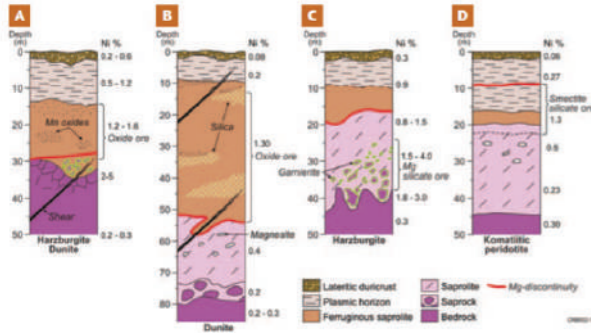 A
Depth
(m)
Ni %
0
10
20
30
40
50
0.2 - 0.6
0.5 - 1.2
1.2 - 1.6
Oxide ore
Mn oxides
2-5
Shear
0.2 - 0.3
Harzburgite
Dunite
B
Depth
(m)
Ni %
0
10
20
30
40
50
60
70
80
0.08
0.2
Silica
1.30
Oxide ore
Magnesite
0.4
0.2
0.2 - 0.3
Dunite
C
Depth
(m)
Ni %
0
10
20
30
40
50
0.3
0.9
0.8 - 1.5
1.5 - 4.0
Mg
silicate ore
Garnierite
1.8 - 3.0
0.3
Harzburgite
D
Depth
(m)
Ni %
0
10
20
30
40
50
0.06
0.27
Smectite
silicate ore
1.3
0.23
0.30
Komatiitic
peridotite
Lateritic duricrust
Plasmic horizon
Ferruginous saprolite
Saprolite
Saprock
Bedrock
Mg-discontinuity